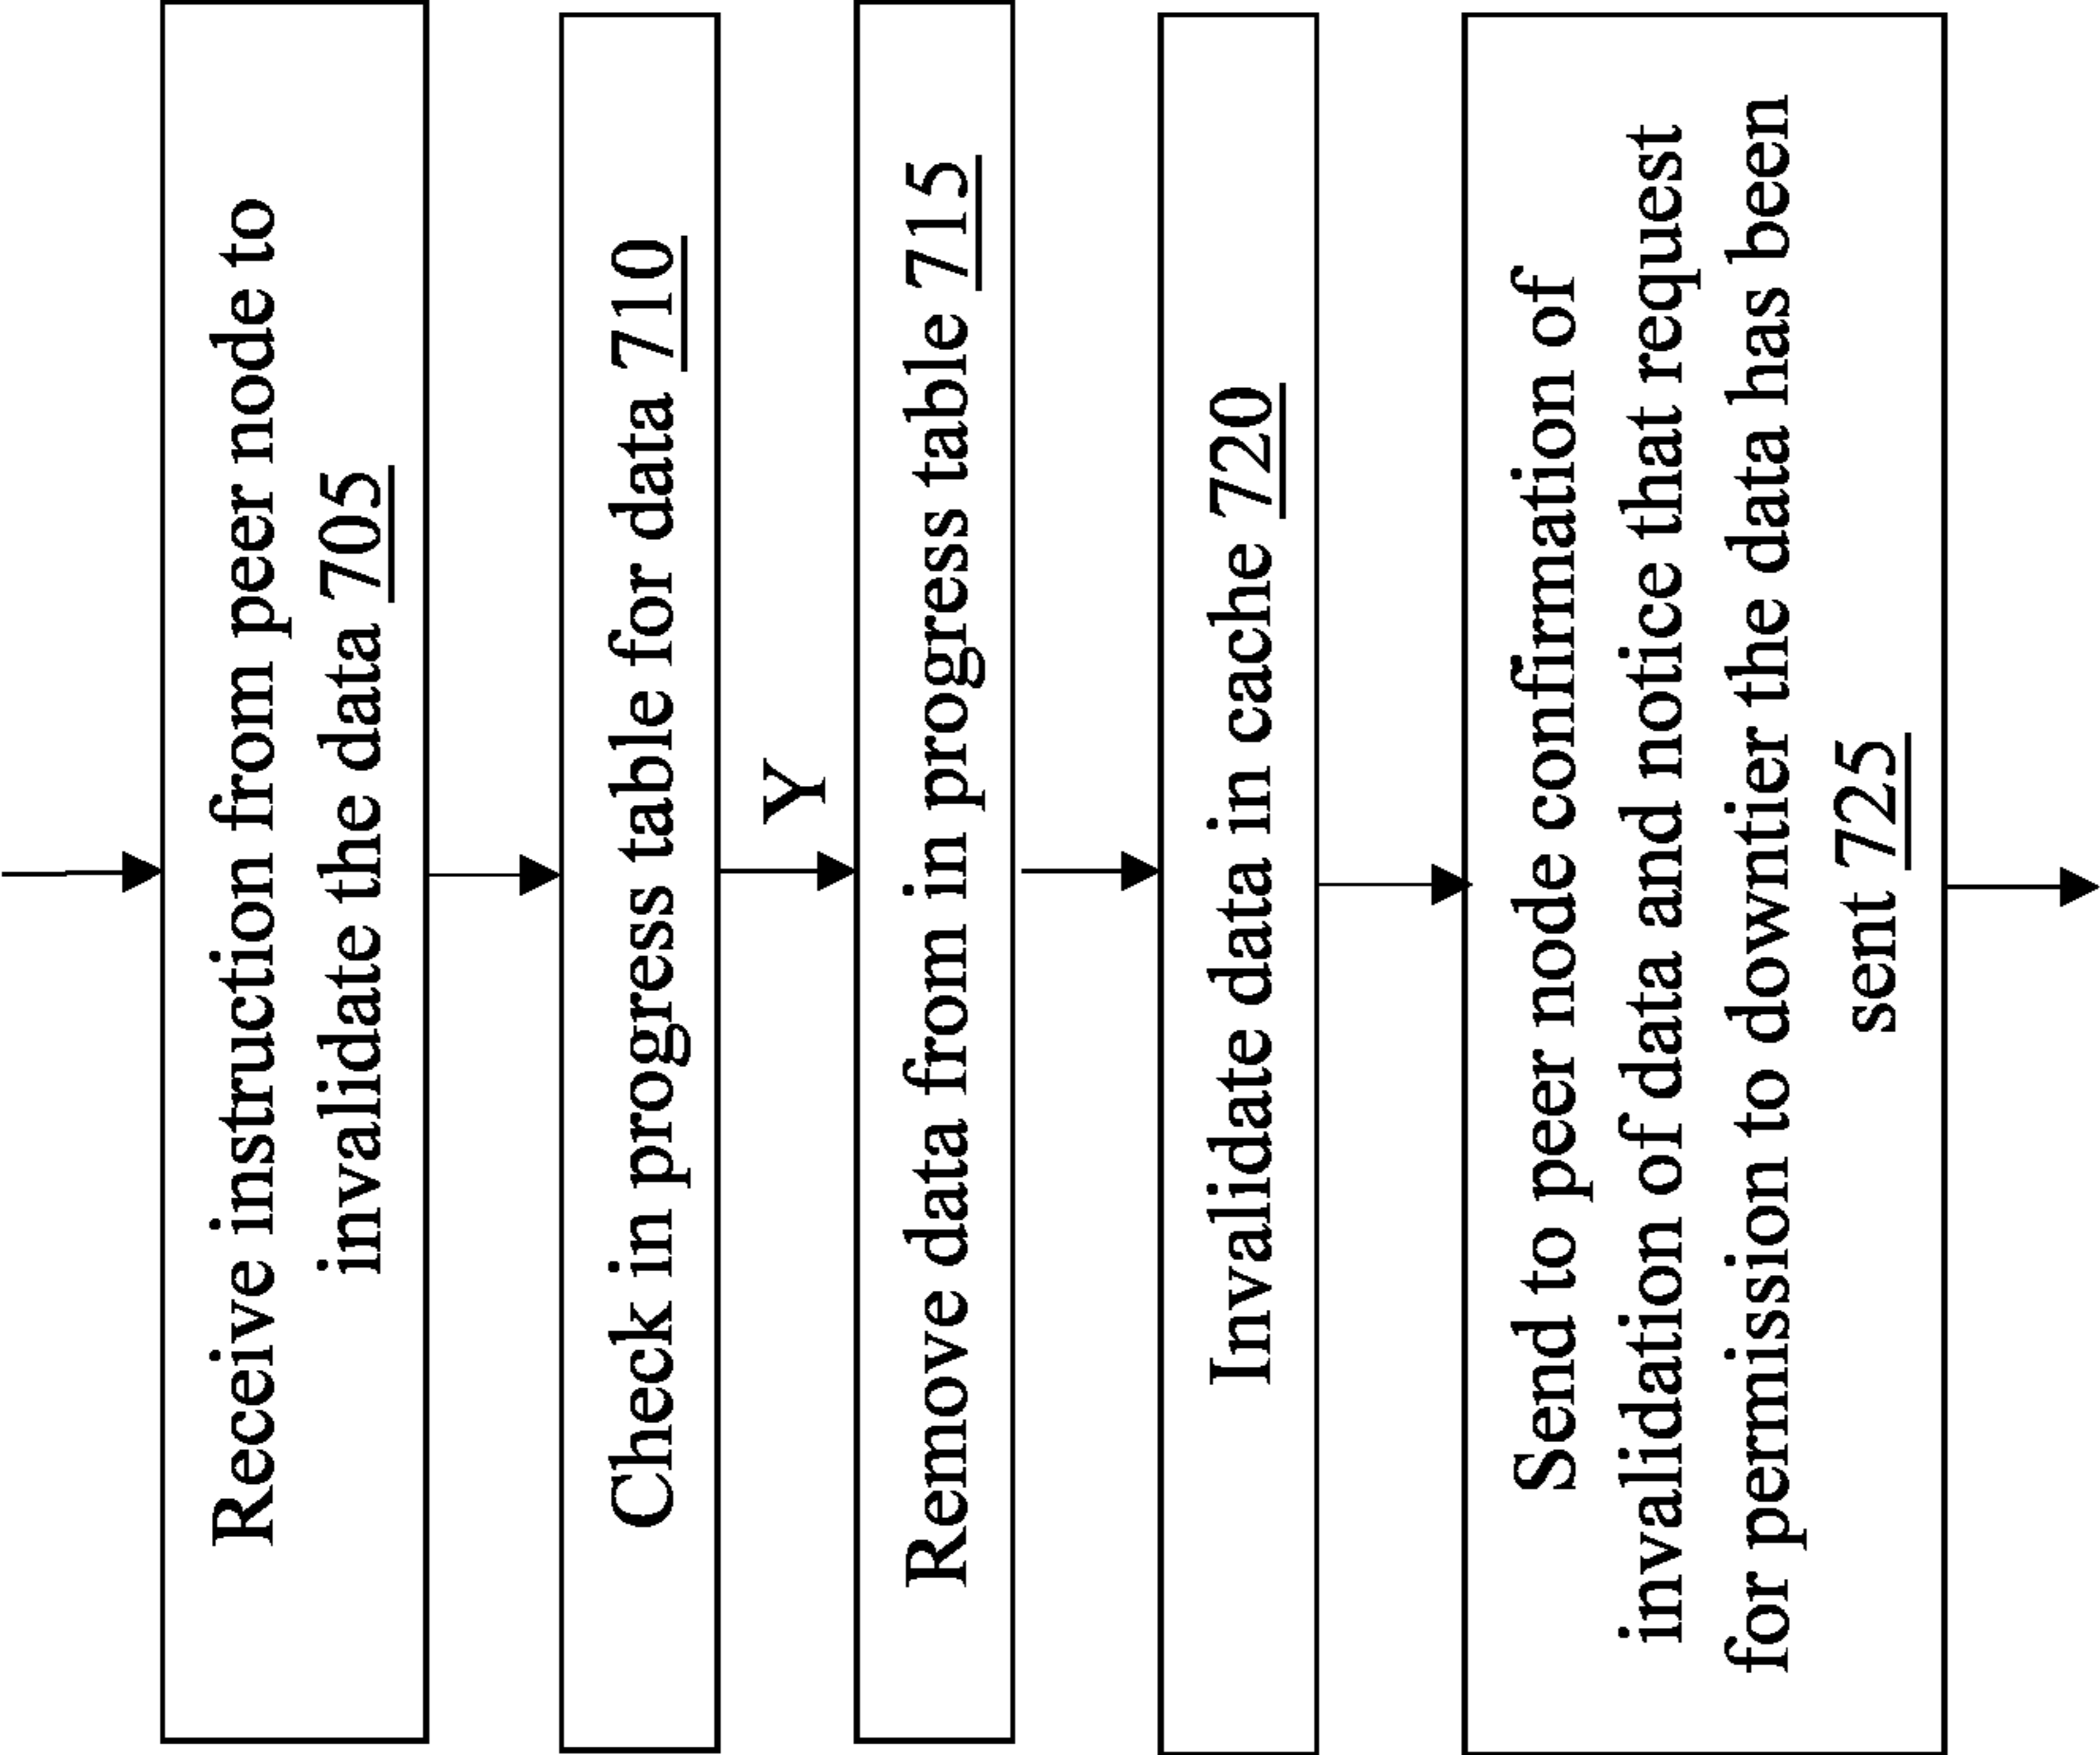 Receive instruction from peer node to
invalidate the data 705
Check in progress table for data 710
Y
Remove data from in progress table 715
Invalidate data in cache 720
Send to peer node confirmation of
invalidation of data and notice that request
for permission to downtier the data has been
sent 725